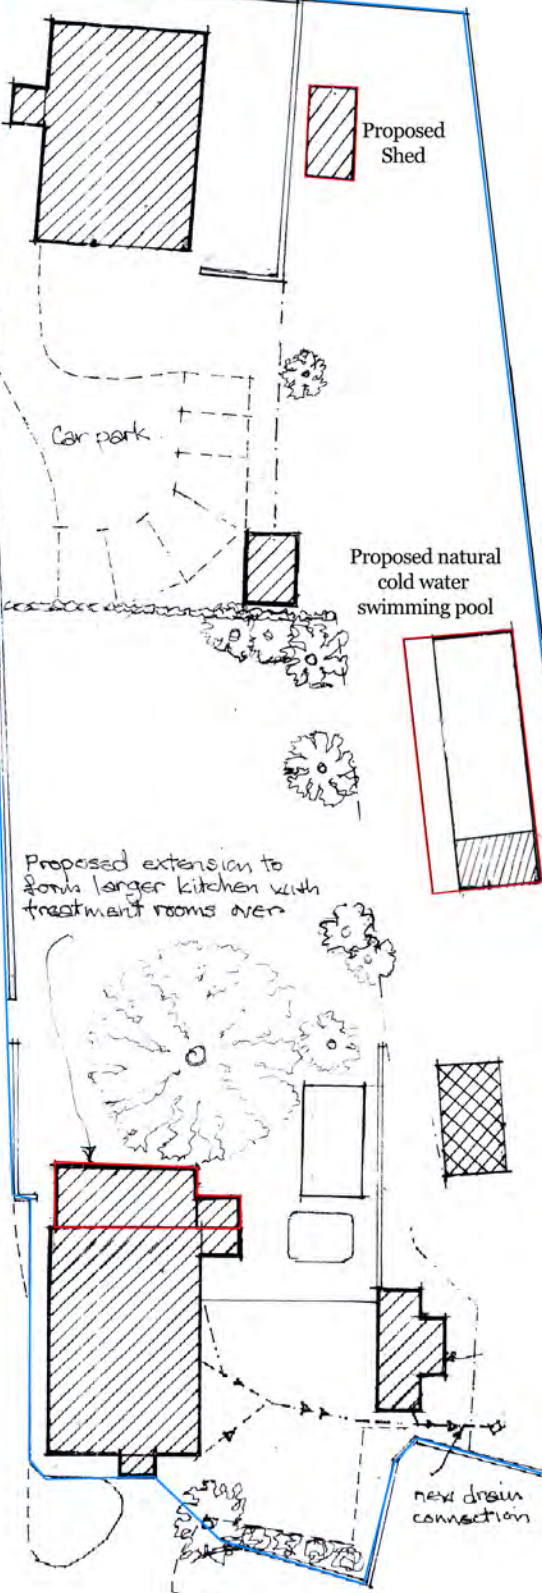 Proposed
Shed
Car park
Proposed natural
cold water
swimming pool
Proposed extension to
form larger kitchen with
treatment rooms over
new drain
connection